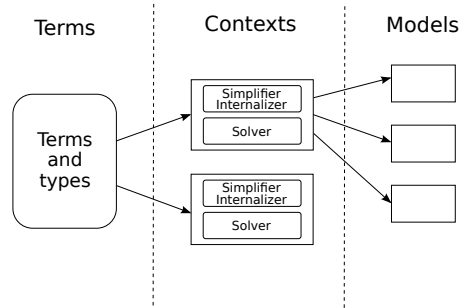 Terms
Contexts
Models
Terms
and
types
Simplifier
Internalizer
Solver
Simplifier
Internalizer
Solver